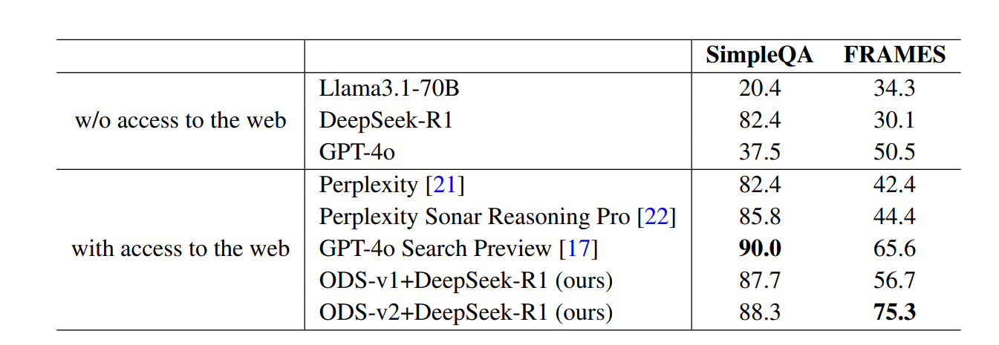 SimpleQA FRAMES
Llama3.1-70B 20.4 34.3
w/o access to the web DeepSeek-R1 82.4 30.1
GPT-4o 37.5 50.5
Perplexity [21] 82.4 42.4
Perplexity Sonar Reasoning Pro [22] 85.8 44.4
with access to the web GPT-4o Search Preview [17] 90.0 65.6
ODS-v1+DeepSeek-R1 (ours) 87.7 56.7
ODS-v2+DeepSeek-R1 (ours) 88.3 75.3